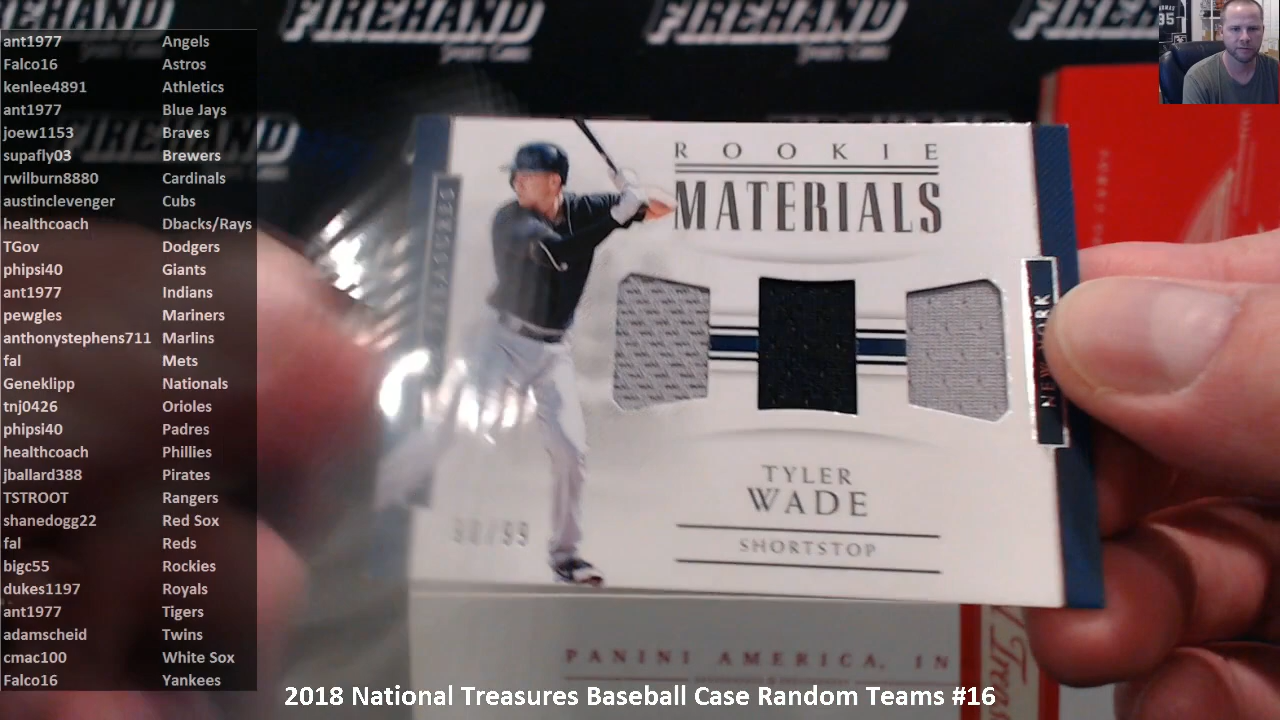 FIREHAND FIREHAND FIREHAND FIREHAND
ant1977 Angels
Falco16 Astros
kenlee4891 Athletics
ant1977 Blue Jays
joew1153 Braves
supafly03 Brewers
rwilburn8880 Cardinals
austinclevenger Cubs
healthcoach Dbacks/Rays
TGov Dodgers
phipsi40 Giants
ant1977 Indians
pewgles Mariners
anthonystephens711 Marlins
fal Mets
Geneklipp Nationals
tnj0426 Orioles
phipsi40 Padres
healthcoach Phillies
jballard388 Pirates
TSTROOT Rangers
shanedogg22 Red Sox
fal Reds
bigc55 Rockies
dukes1197 Royals
ant1977 Tigers
adamscheid Twins
cmac100 White Sox
Falco16 Yankees
FIREHAND
95
ROOKIE
MATERIALS
NEW YORK
TYLER
WADE
SHORTSTOP
/99
PANINI AMERICA, IN
2018 National Treasures Baseball Case Random Teams #16